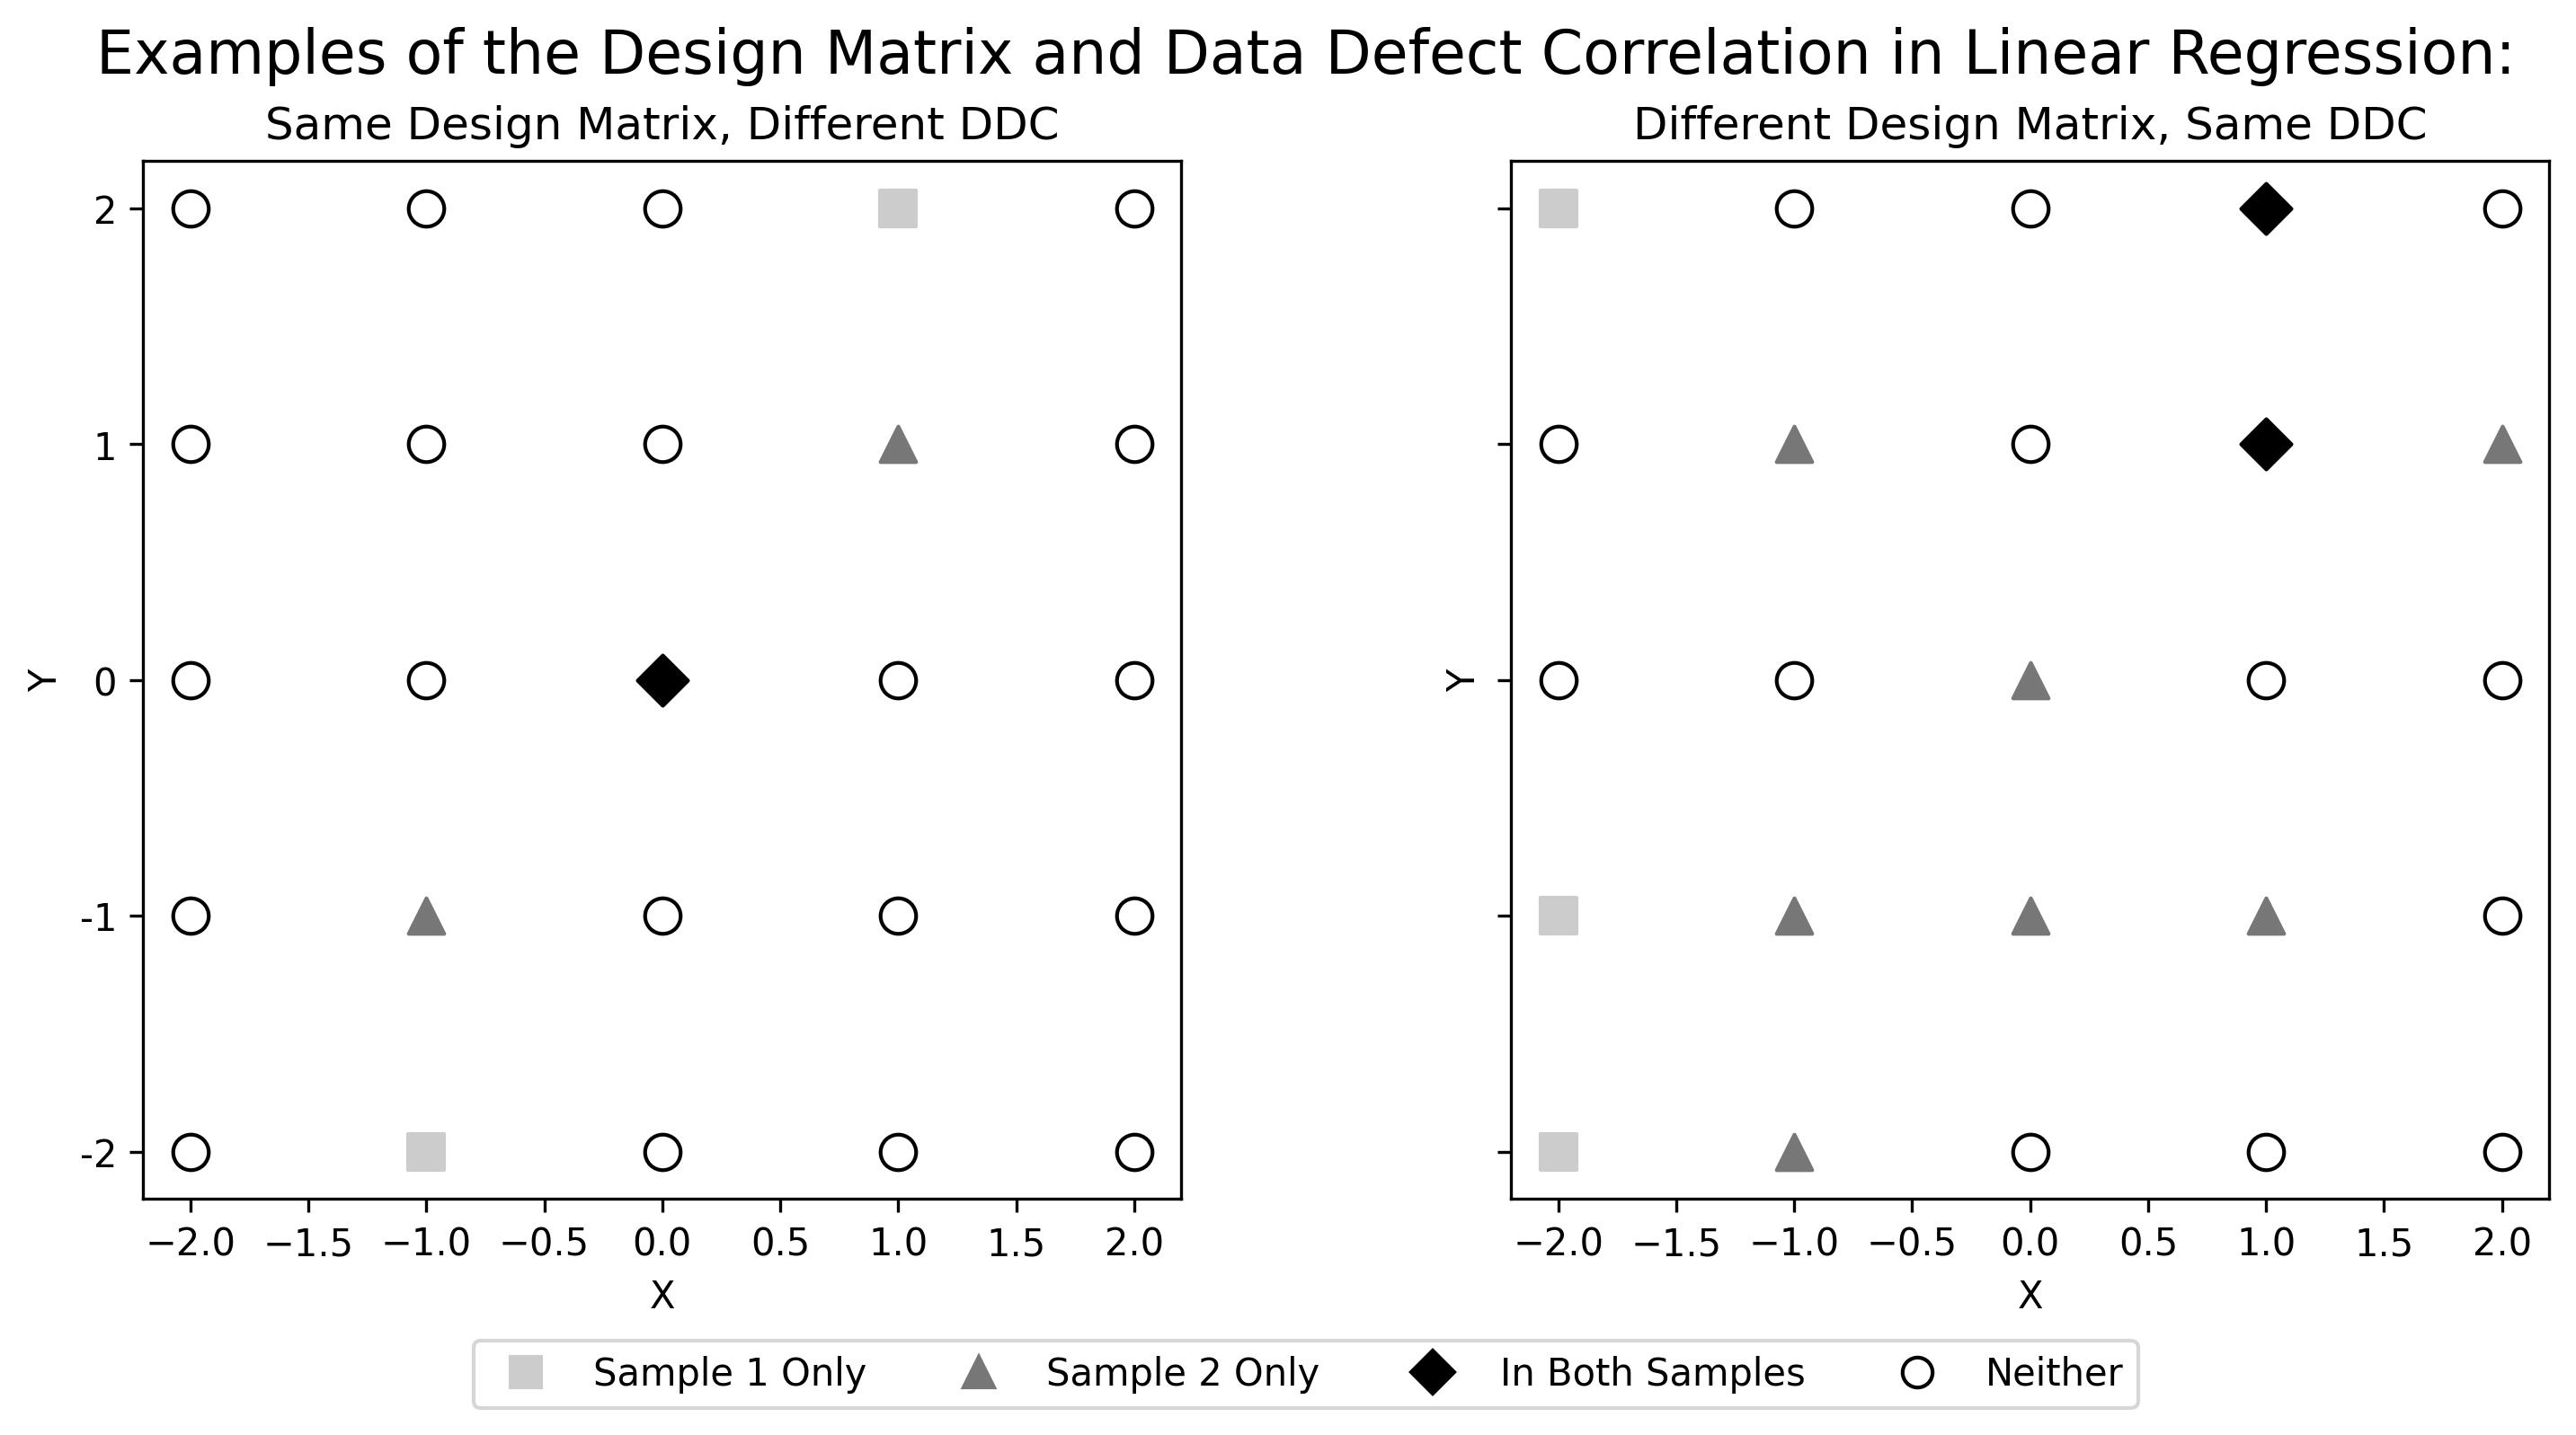 Examples of the Design Matrix and Data Defect Correlation in Linear Regression:
Same Design Matrix, Different DDC
Y
2
1
0
-1
-2
−2.0 −1.5 −1.0 −0.5 0.0 0.5 1.0 1.5 2.0
X
Different Design Matrix, Same DDC
Y
−2.0 −1.5 −1.0 −0.5 0.0 0.5 1.0 1.5 2.0
X
Sample 1 Only Sample 2 Only In Both Samples Neither